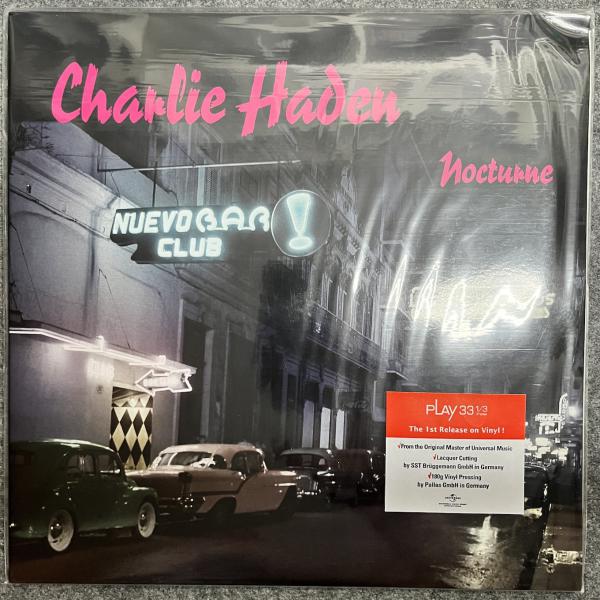 Charlie Haden
Nocturne
NUEVO BAR
CLUB
!
PLAY 33 1/3
The 1st Release on Vinyl !
√From the Original Master of Universal Music
√Lacquer Cutting
by SST Brüggemann GmbH in Germany
√180g Vinyl Pressing
by Pallas GmbH in Germany
UNIVERSAL